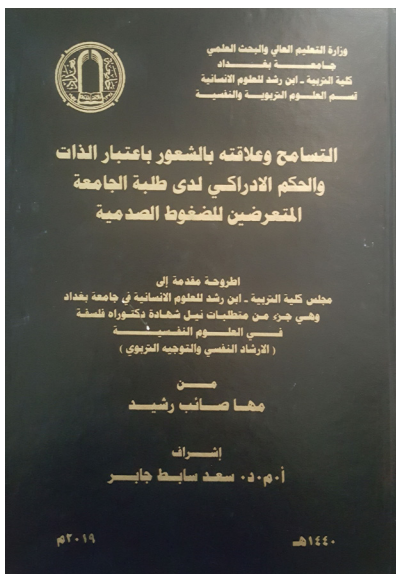 وزارة التعليم العالي والبحث العلمي
جامعة بغداد
كلية التربية - ابن رشد للعلوم الانسانية
قسم العلوم التربوية والنفسية
التسامح وعلاقته بالشعور باعتبار الذات
والحكم الادراكي لدى طلبة الجامعة
المتعرضين للضغوط الصدمية
اطروحة مقدمة إلى
مجلس كلية التربية - ابن رشد للعلوم الانسانية في جامعة بغداد
وهي جزء من متطلبات نيل شهادة دكتوراه فلسفة
في العلوم النفسية
( الارشاد النفسي والتوجيه التربوي )
من
مها صائب رشيد
إشراف
أ.م.د. سعد سابط جابر
١٤٤٠هـ ٢٠١٩م